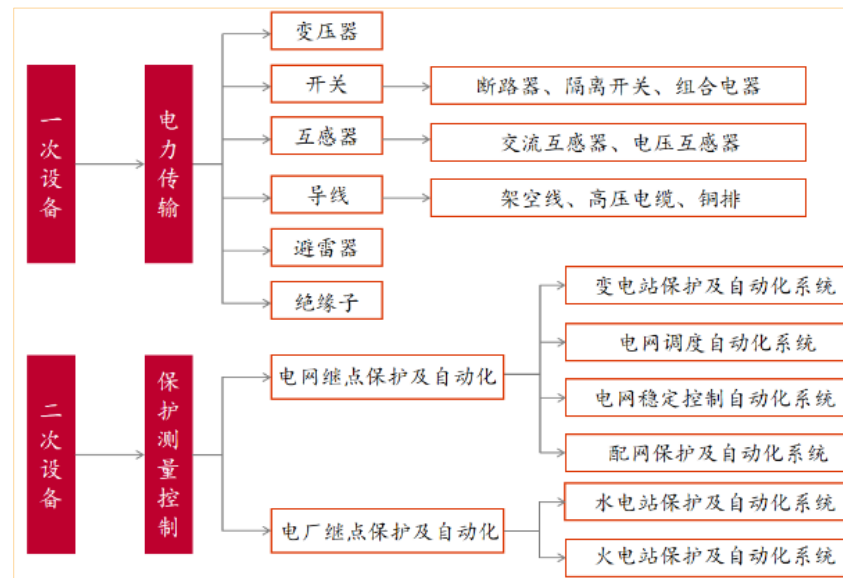 一次设备
电力传输
变压器
开关
断路器、隔离开关、组合电器
互感器
交流互感器、电压互感器
导线
架空线、高压电缆、铜排
避雷器
绝缘子
二次设备
保护测量控制
电网继点保护及自动化
变电站保护及自动化系统
电网调度自动化系统
电网稳定控制自动化系统
配网保护及自动化系统
电厂继点保护及自动化
水电站保护及自动化系统
火电站保护及自动化系统